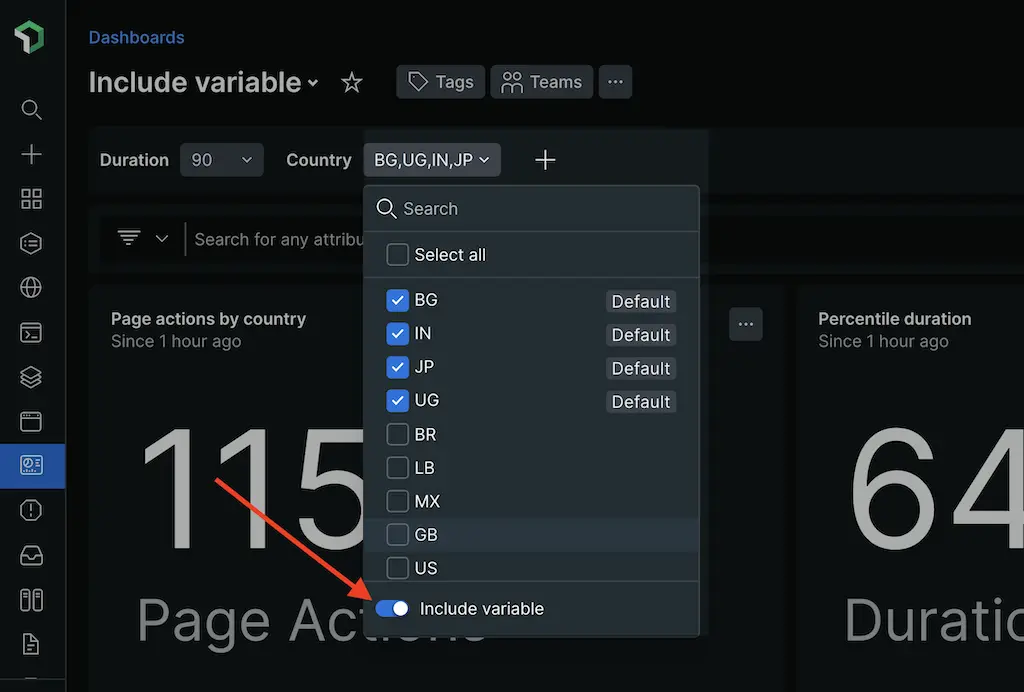 Dashboards
Include variable
Tags
Teams
Duration
90
Country
BG,UG,IN,JP
Search for any attribu
Search
Select all
BG Default
IN Default
JP Default
UG Default
BR
LB
MX
GB
US
Include variable
Page actions by country
Since 1 hour ago
115
Page Actions
Percentile duration
Since 1 hour ago
64
Duratio